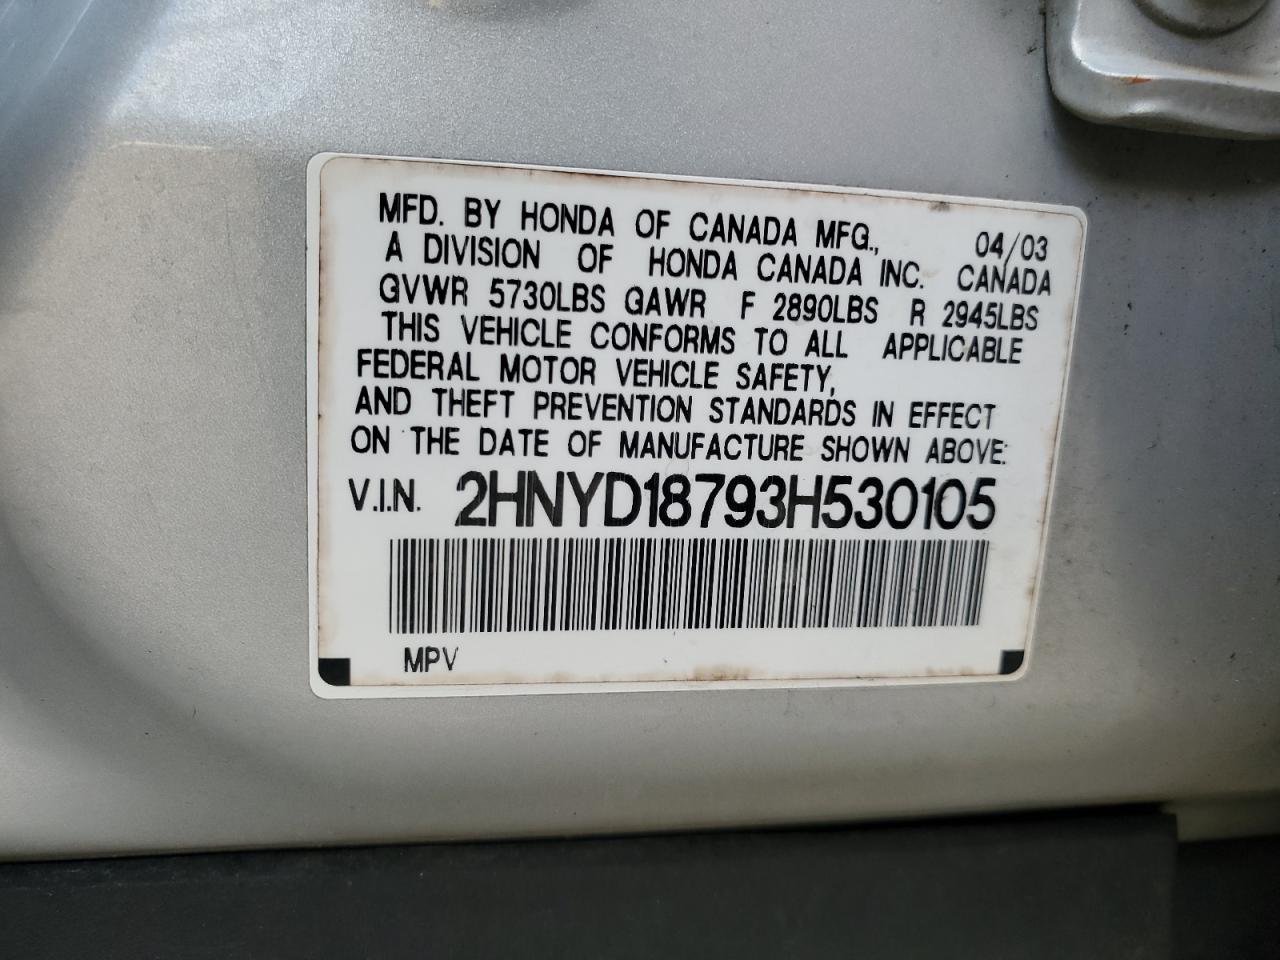 MFD. BY HONDA OF CANADA MFG., 04/03
A DIVISION OF HONDA CANADA INC. CANADA
GVWR 5730LBS GAWR F 2890LBS R 2945LBS
THIS VEHICLE CONFORMS TO ALL APPLICABLE
FEDERAL MOTOR VEHICLE SAFETY,
AND THEFT PREVENTION STANDARDS IN EFFECT
ON THE DATE OF MANUFACTURE SHOWN ABOVE:
V.I.N. 2HNYD18793H530105
MPV